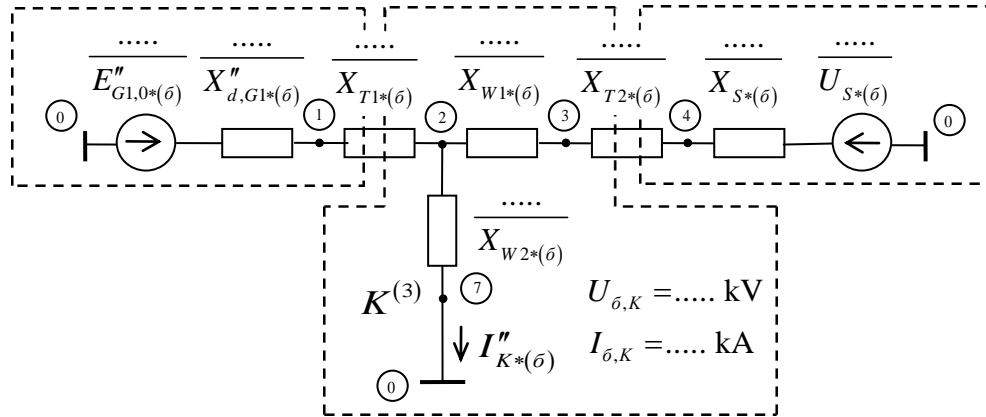 ..... ..... ..... ..... ..... ..... .....
E″G1,0*(б) X″d,G1*(б) XT1*(б) XW1*(б) XT2*(б) XS*(б) US*(б)
0 1 2 3 4 0
.....
XW2*(б)
K(3) 7 Uб,K = ..... kV
I″K*(б) Iб,K = ..... kA
0